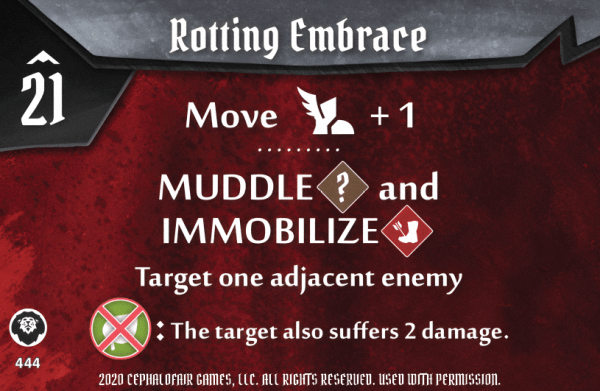 Rotting Embrace
21
Move + 1
MUDDLE ? and
IMMOBILIZE
Target one adjacent enemy
: The target also suffers 2 damage.
444
2020 CEPHALOFAIR GAMES, LLC. ALL RIGHTS RESERVED. USED WITH PERMISSION.